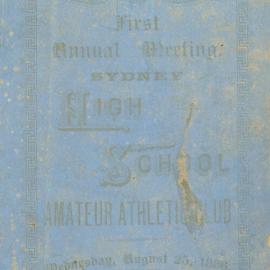 First
Annual Meeting.
SYDNEY
HIGH
SCHOOL
AMATEUR ATHLETIC CLUB
Wednesday, August 25,